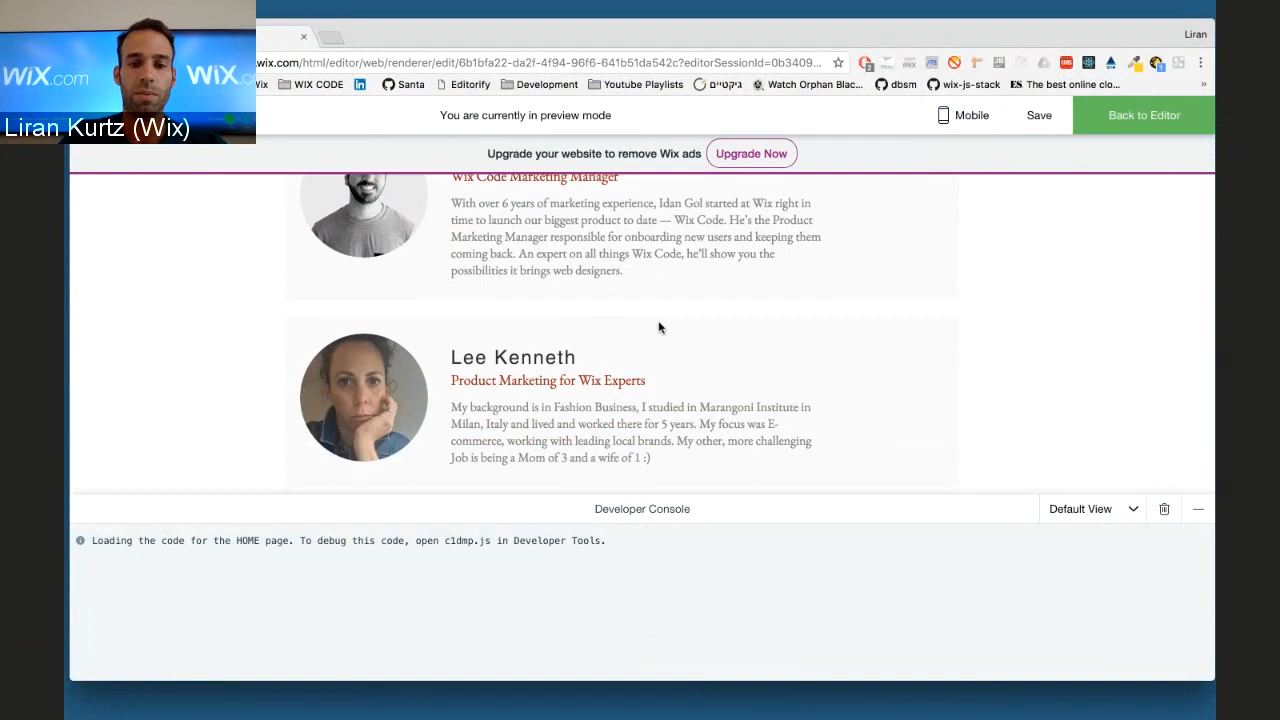 WiX.com
WiX.co
Liran Kurtz (Wix)
Liran
wix.com/html/editor/web/renderer/edit/6b1bfa22-da2f-4f94-96f6-641b51da542c?editorSessionId=0b3409...
Wix
WIX CODE
Santa
Editorify
Development
Youtube Playlists
גיקטיים
Watch Orphan Blac...
dbsm
wix-js-stack
ES. The best online clo...
You are currently in preview mode
Mobile
Save
Back to Editor
Upgrade your website to remove Wix ads
Upgrade Now
Wix Code Marketing Manager
With over 6 years of marketing experience, Idan Gol started at Wix right in
time to launch our biggest product to date — Wix Code. He's the Product
Marketing Manager responsible for onboarding new users and keeping them
coming back. An expert on all things Wix Code, he'll show you the
possibilities it brings web designers.
Lee Kenneth
Product Marketing for Wix Experts
My background is in Fashion Business, I studied in Marangoni Institute in
Milan, Italy and lived and worked there for 5 years. My focus was E-
commerce, working with leading local brands. My other, more challenging
Job is being a Mom of 3 and a wife of 1 :)
Developer Console
Default View
Loading the code for the HOME page. To debug this code, open c1dmp.js in Developer Tools.